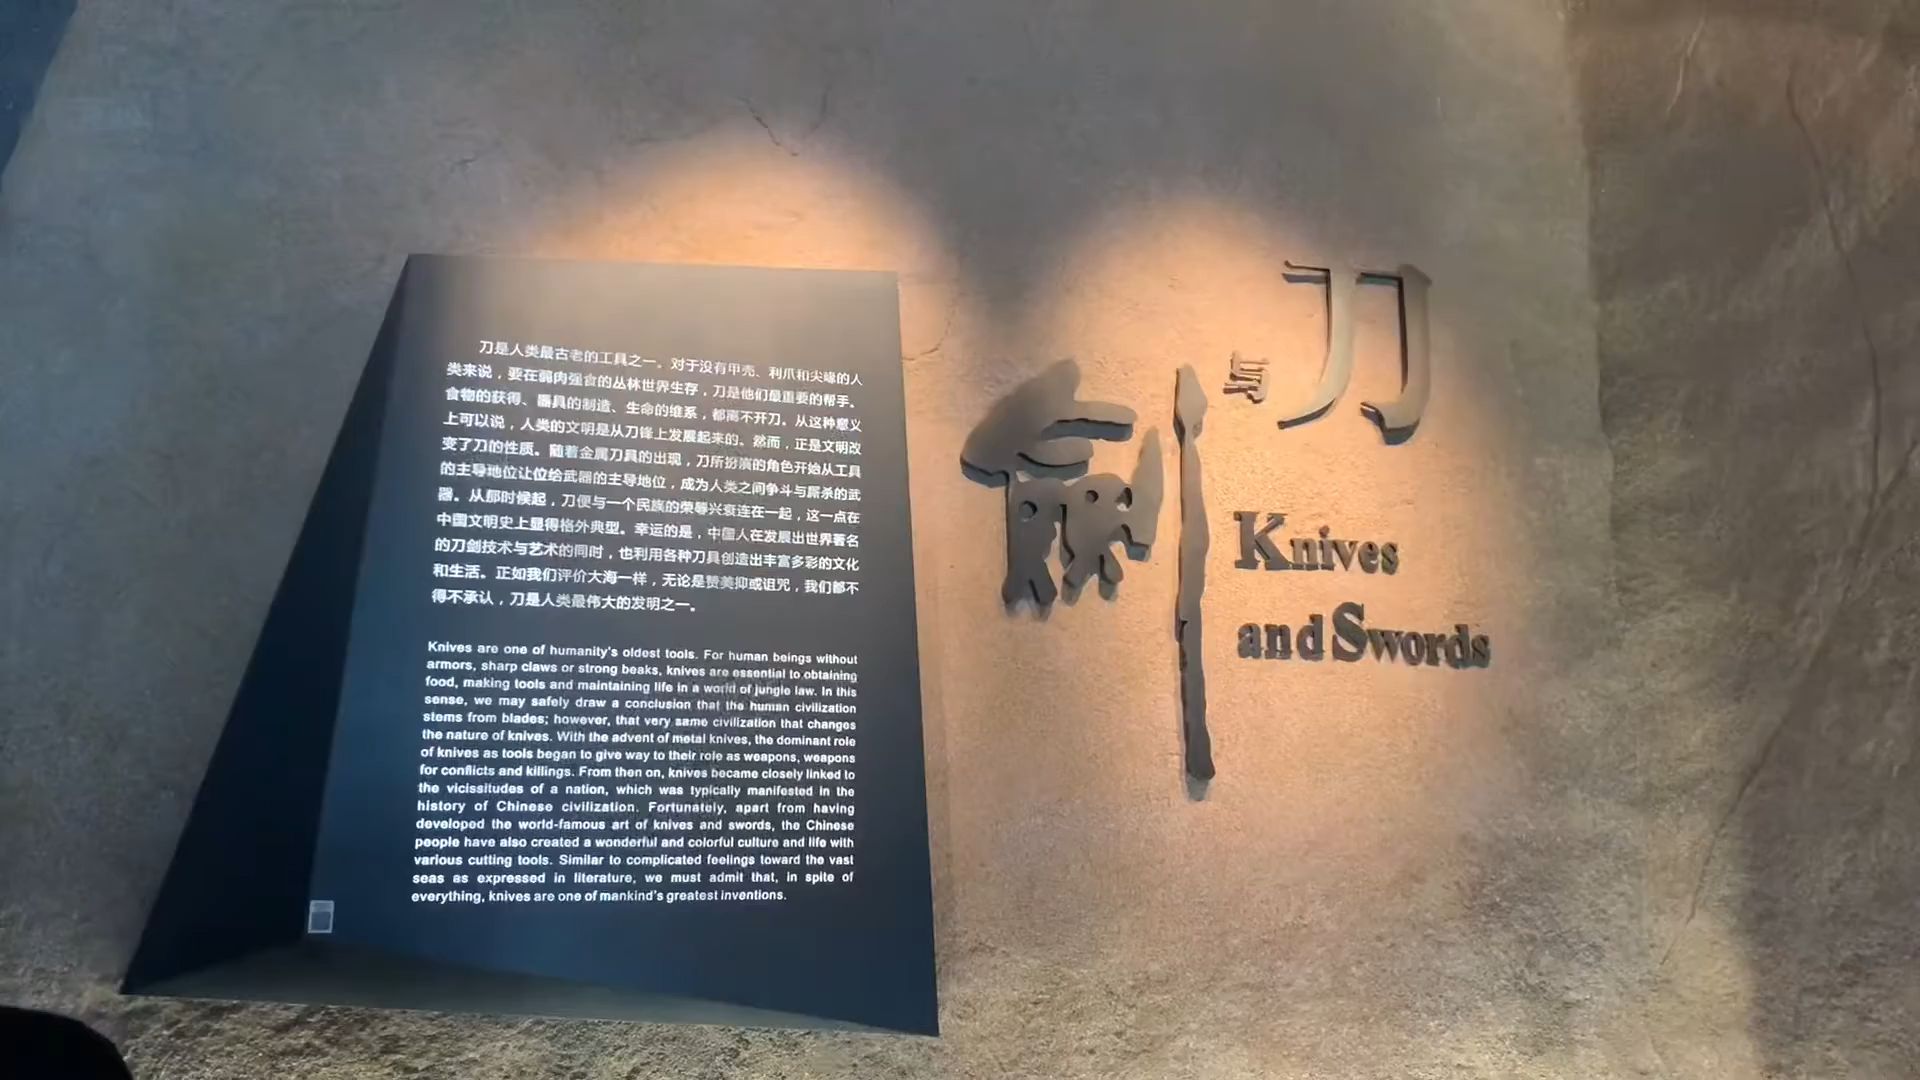 刀是人类最古老的工具之一。对于没有甲壳、利爪和尖喙的人
类来说，要在弱肉强食的丛林世界生存，刀是他们最重要的帮手。
食物的获得、器具的制造、生命的维系，都离不开刀。从这种意义
上可以说，人类的文明是从刀锋上发展起来的。然而，正是文明改
变了刀的性质。随着金属刀具的出现，刀所扮演的角色开始从工具
的主导地位让位给武器的主导地位，成为人类之间争斗与厮杀的武
器。从那时候起，刀便与一个民族的荣辱兴衰连在一起，这一点在
中国文明史上显得格外典型。幸运的是，中国人在发展出世界著名
的刀剑技术与艺术的同时，也利用各种刀具创造出丰富多彩的文化
和生活。正如我们评价大海一样，无论是赞美抑或诅咒，我们都不
得不承认，刀是人类最伟大的发明之一。
Knives are one of humanity's oldest tools. For human beings without
armors, sharp claws or strong beaks, knives are essential to obtaining
food, making tools and maintaining life in a world of jungle law. In this
sense, we may safely draw a conclusion that the human civilization
stems from blades; however, that very same civilization that changes
the nature of knives. With the advent of metal knives, the dominant role
of knives as tools began to give way to their role as weapons, weapons
for conflicts and killings. From then on, knives became closely linked to
the vicissitudes of a nation, which was typically manifested in the
history of Chinese civilization. Fortunately, apart from having
developed the world-famous art of knives and swords, the Chinese
people have also created a wonderful and colorful culture and life with
various cutting tools. Similar to complicated feelings toward the vast
seas as expressed in literature, we must admit that, in spite of
everything, knives are one of mankind's greatest inventions.
刀
与
剑
Knives
and Swords